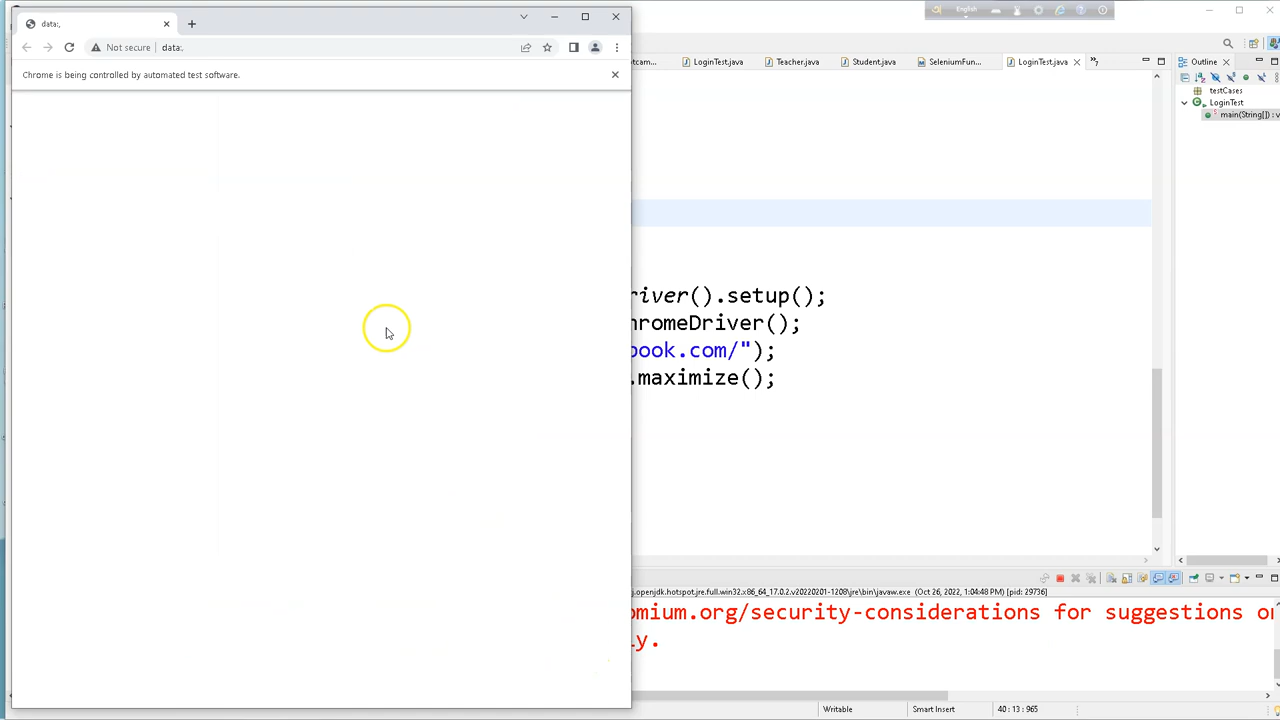 data:,
Not secure data:,
Chrome is being controlled by automated test software.
English
otcam... LoginTest.java Teacher.java Student.java SeleniumFun... LoginTest.java
Outline
testCases
LoginTest
main(String[]) : v
river().setup();
hromeDriver();
book.com/");
.maximize();
j.openjdk.hotspot.jre.full.win32.x86_64_17.0.2.v20220201-1208\jre\bin\javaw.exe (Oct 26, 2022, 1:04:48 PM) [pid: 29736]
omium.org/security-considerations for suggestions on
ly.
Writable Smart Insert 40 : 13 : 965